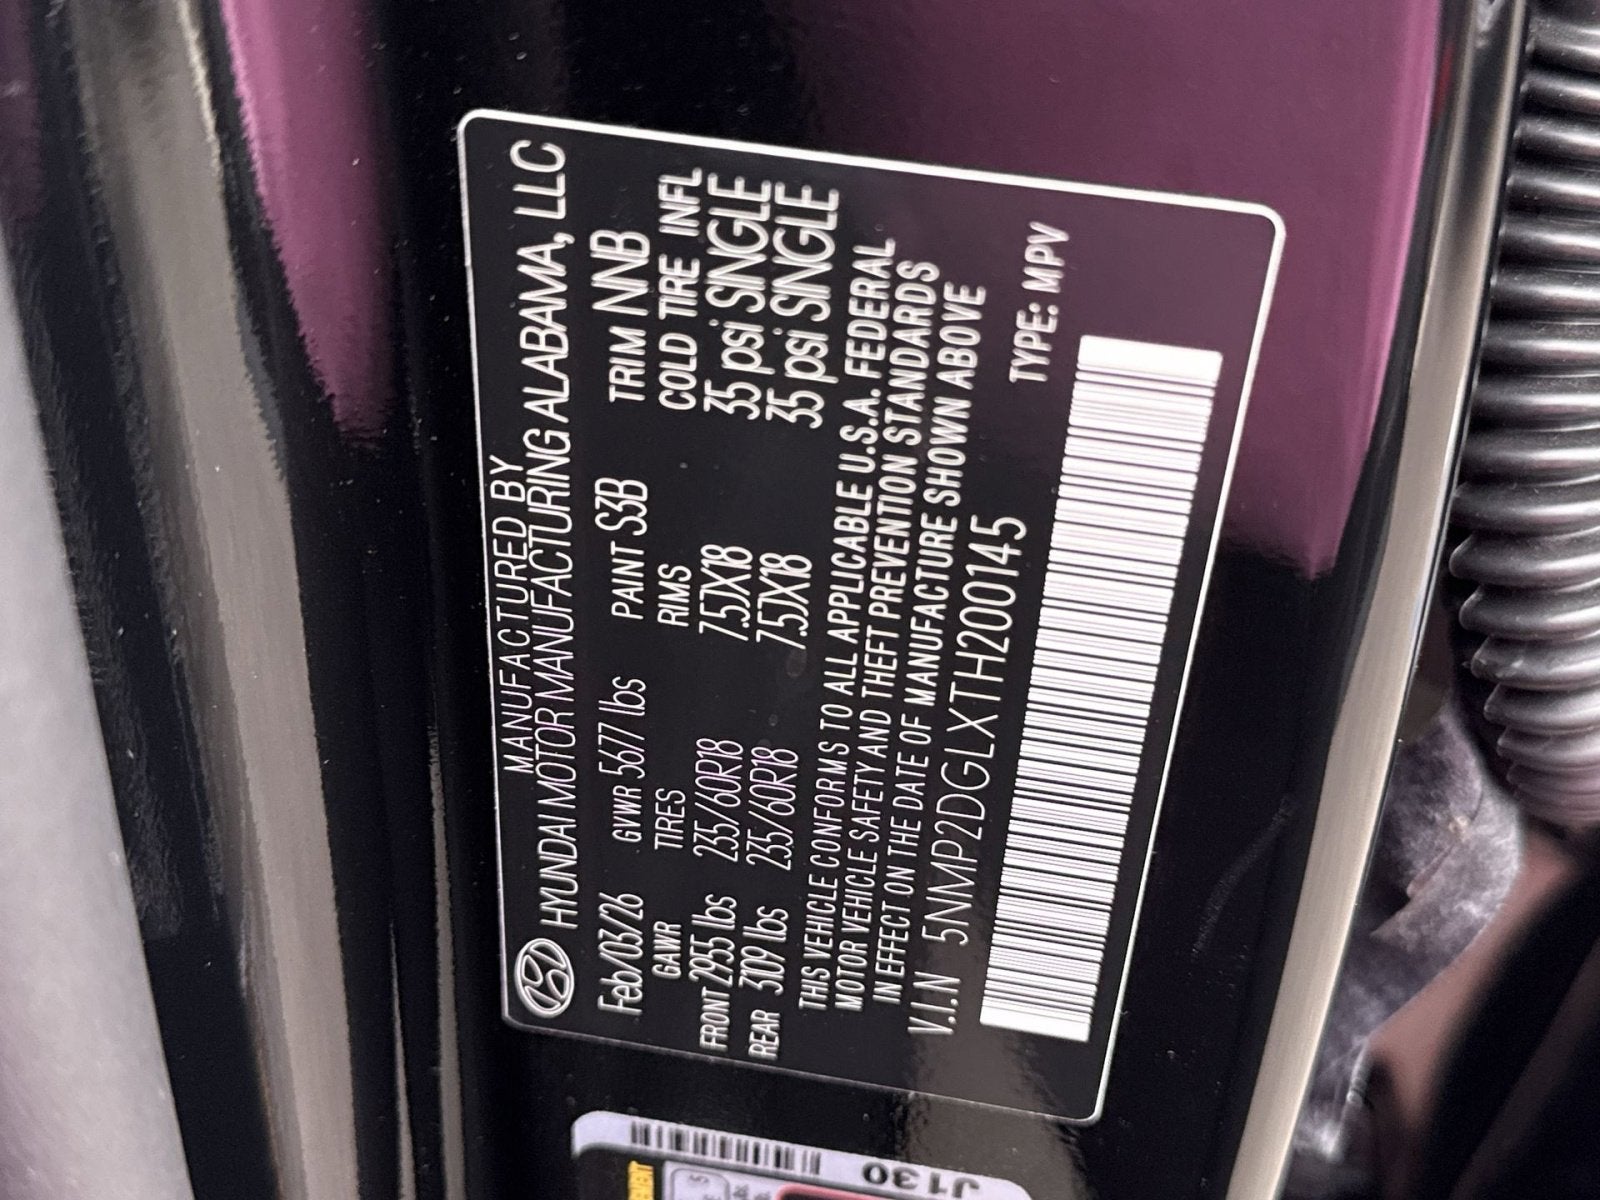 MANUFACTURED BY
HYUNDAI MOTOR MANUFACTURING ALABAMA, LLC
Feb/03/26 GVWR 5677 lbs PAINT S3B TRIM NNB
GAWR TIRES RIMS COLD TIRE INFL
FRONT 2955 lbs 235/60R18 7.5JX18 35 psi SINGLE
REAR 3109 lbs 235/60R18 7.5JX18 35 psi SINGLE
THIS VEHICLE CONFORMS TO ALL APPLICABLE U.S.A. FEDERAL
MOTOR VEHICLE SAFETY AND THEFT PREVENTION STANDARDS
IN EFFECT ON THE DATE OF MANUFACTURE SHOWN ABOVE
V.I.N 5NMP2DGLXTH200145 TYPE: MPV
J130